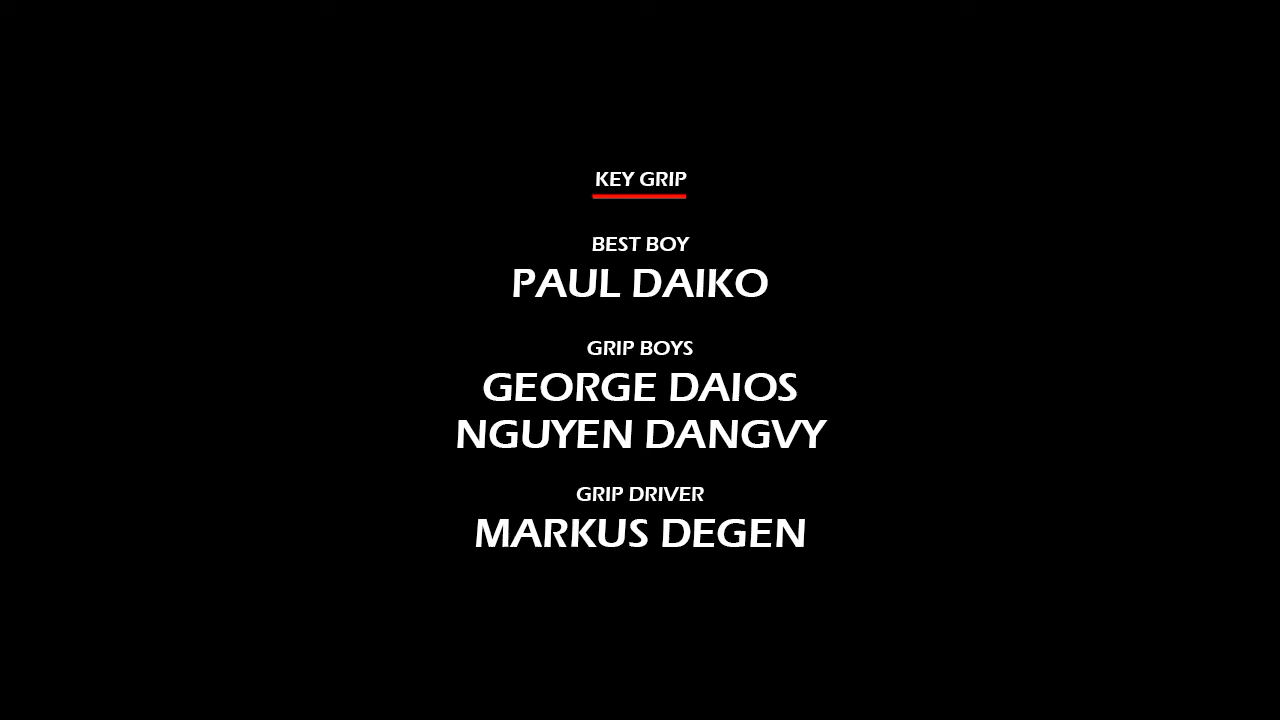 KEY GRIP
BEST BOY
PAUL DAIKO
GRIP BOYS
GEORGE DAIOS
NGUYEN DANGVY
GRIP DRIVER
MARKUS DEGEN